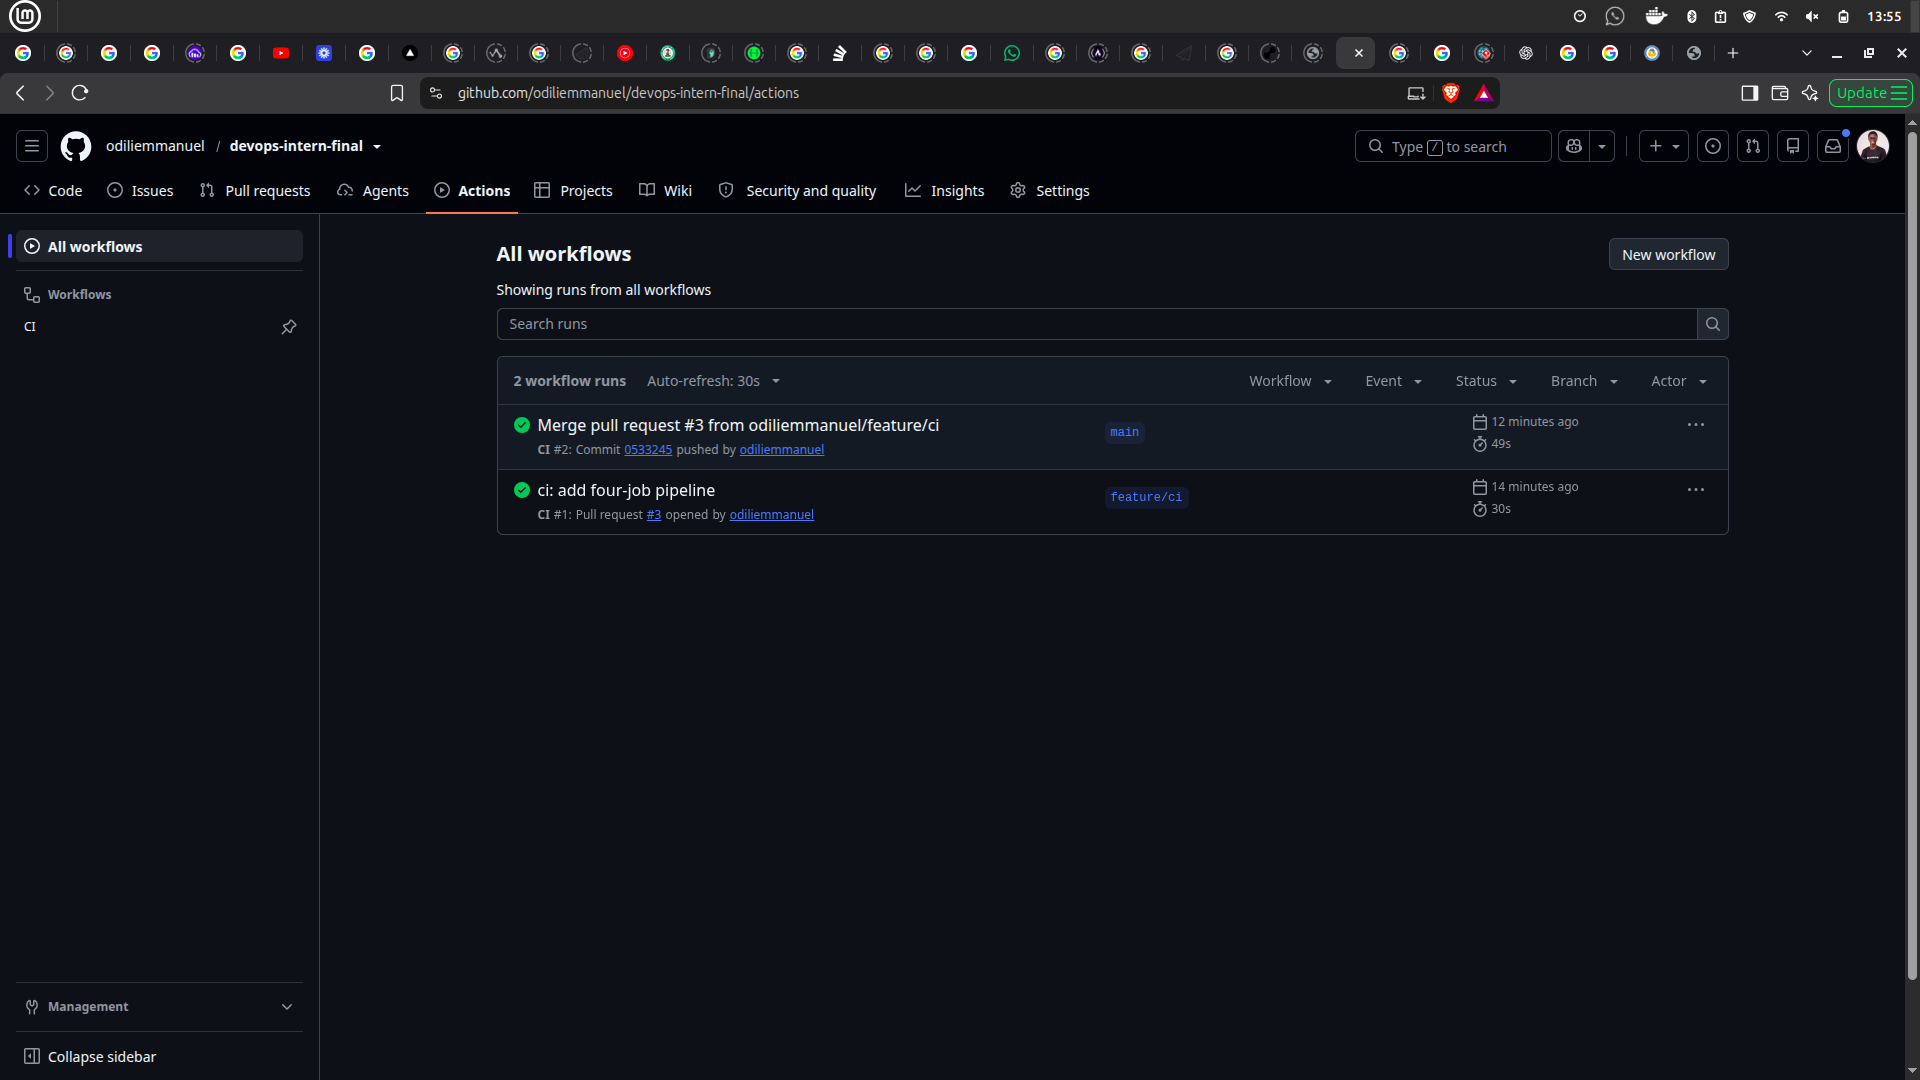 13:55
github.com/odiliemmanuel/devops-intern-final/actions
Update
odiliemmanuel / devops-intern-final
Type / to search
Code
Issues
Pull requests
Agents
Actions
Projects
Wiki
Security and quality
Insights
Settings
All workflows
Workflows
CI
Management
Collapse sidebar
All workflows
New workflow
Showing runs from all workflows
Search runs
2 workflow runs
Auto-refresh: 30s
Workflow
Event
Status
Branch
Actor
Merge pull request #3 from odiliemmanuel/feature/ci
CI #2: Commit 0533245 pushed by odiliemmanuel
main
12 minutes ago
49s
ci: add four-job pipeline
CI #1: Pull request #3 opened by odiliemmanuel
feature/ci
14 minutes ago
30s